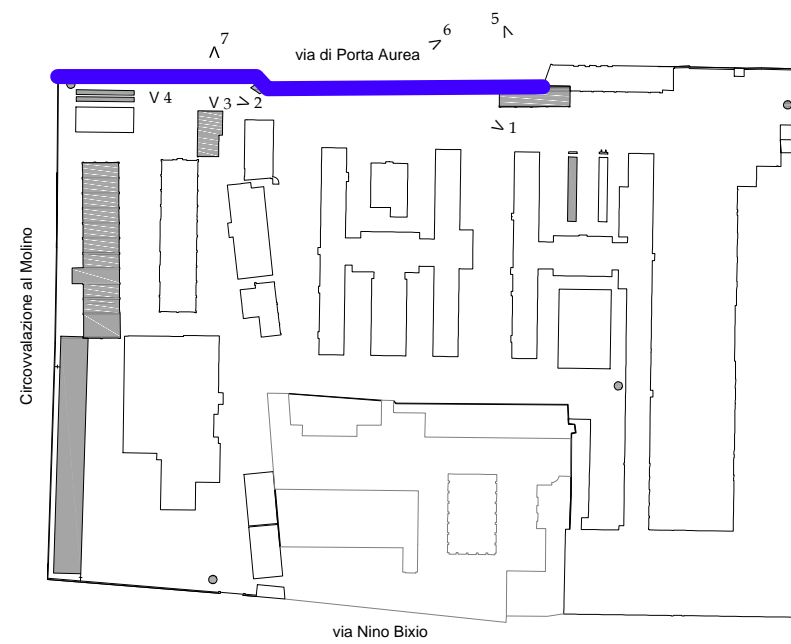 5
6
7
via di Porta Aurea
V 4
V 3
> 2
> 1
Circovvalazione al Molino
via Nino Bixio